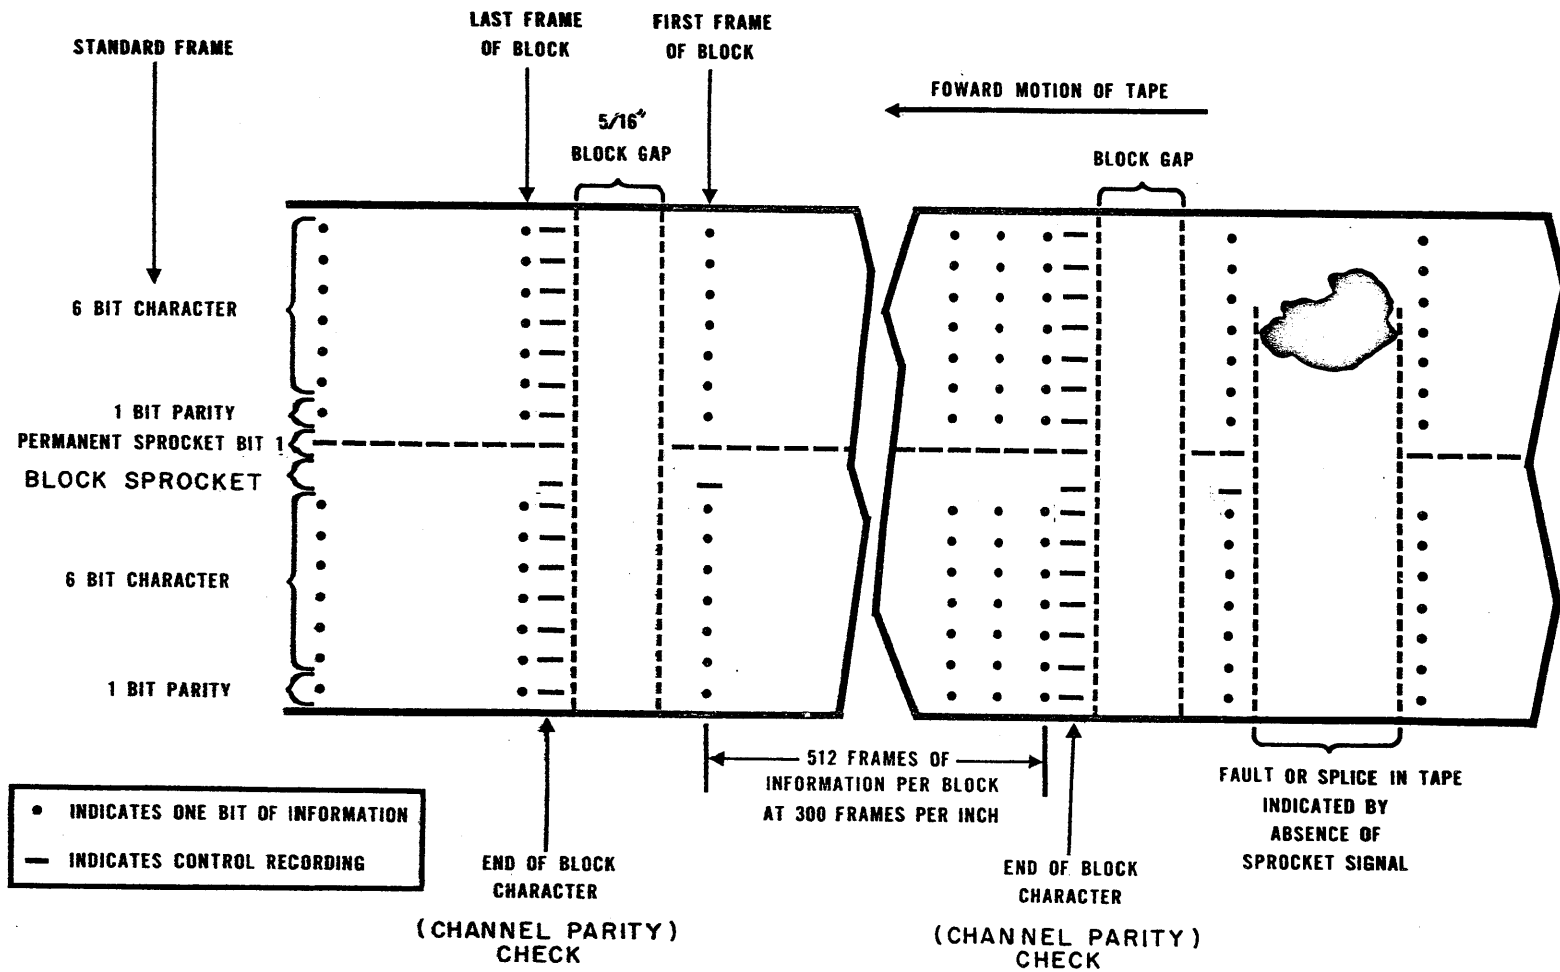 STANDARD FRAME
LAST FRAME
OF BLOCK
FIRST FRAME
OF BLOCK
5/16"
BLOCK GAP
FOWARD MOTION OF TAPE
BLOCK GAP
6 BIT CHARACTER
1 BIT PARITY
PERMANENT SPROCKET BIT 1
BLOCK SPROCKET
6 BIT CHARACTER
1 BIT PARITY
512 FRAMES OF
INFORMATION PER BLOCK
AT 300 FRAMES PER INCH
FAULT OR SPLICE IN TAPE
INDICATED BY
ABSENCE OF
SPROCKET SIGNAL
• INDICATES ONE BIT OF INFORMATION
— INDICATES CONTROL RECORDING
END OF BLOCK
CHARACTER
(CHANNEL PARITY)
CHECK
END OF BLOCK
CHARACTER
(CHANNEL PARITY)
CHECK